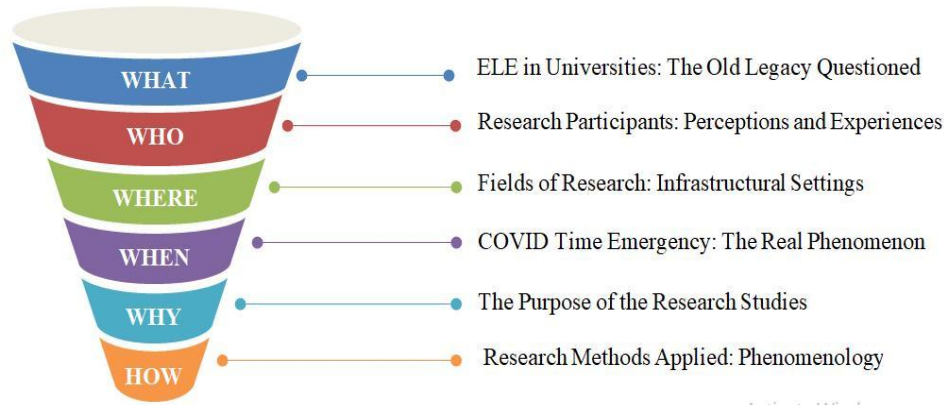 WHAT
ELE in Universities: The Old Legacy Questioned
WHO
Research Participants: Perceptions and Experiences
WHERE
Fields of Research: Infrastructural Settings
WHEN
COVID Time Emergency: The Real Phenomenon
WHY
The Purpose of the Research Studies
HOW
Research Methods Applied: Phenomenology